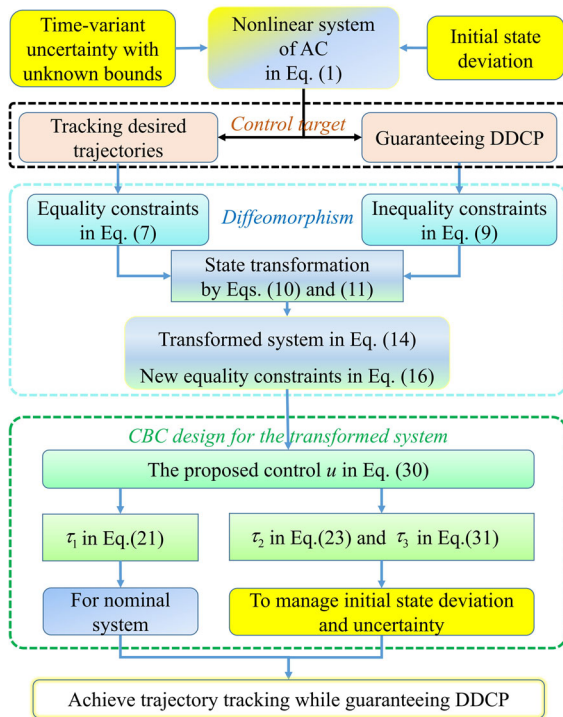 Time-variant
uncertainty with
unknown bounds
Nonlinear system
of AC
in Eq. (1)
Initial state
deviation
Control target
Tracking desired
trajectories
Guaranteeing DDCP
Diffeomorphism
Equality constraints
in Eq. (7)
Inequality constraints
in Eq. (9)
State transformation
by Eqs. (10) and (11)
Transformed system in Eq. (14)
New equality constraints in Eq. (16)
CBC design for the transformed system
The proposed control u in Eq. (30)
τ₁ in Eq.(21)
τ₂ in Eq.(23) and τ₃ in Eq.(31)
For nominal
system
To manage initial state deviation
and uncertainty
Achieve trajectory tracking while guaranteeing DDCP